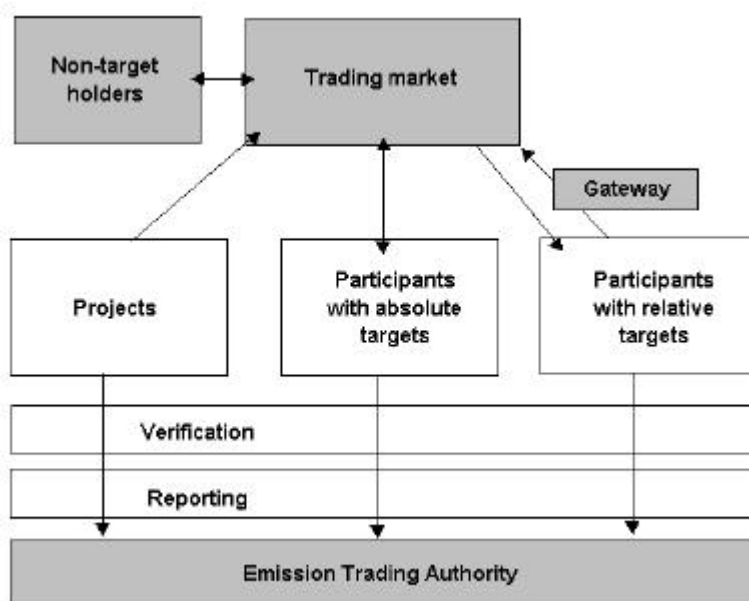 Non-target
holders
Trading market
Gateway
Projects
Participants
with absolute
targets
Participants
with relative
targets
Verification
Reporting
Emission Trading Authority